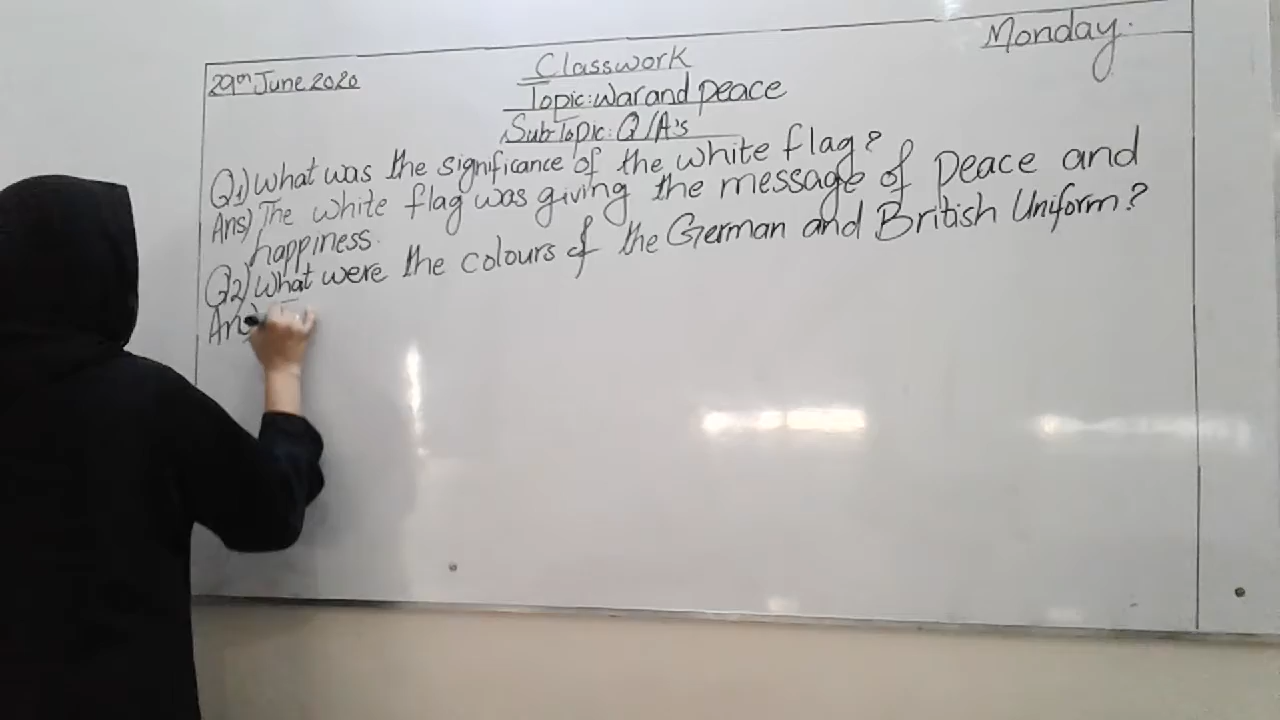 Monday.
29th June 2020
Classwork
Topic: War and peace
Sub-Topic: Q/A's
Q1) What was the significance of the white flag?
Ans) The white flag was giving the message of peace and
happiness.
Q2) What were the colours of the German and British Uniform?
Ans)